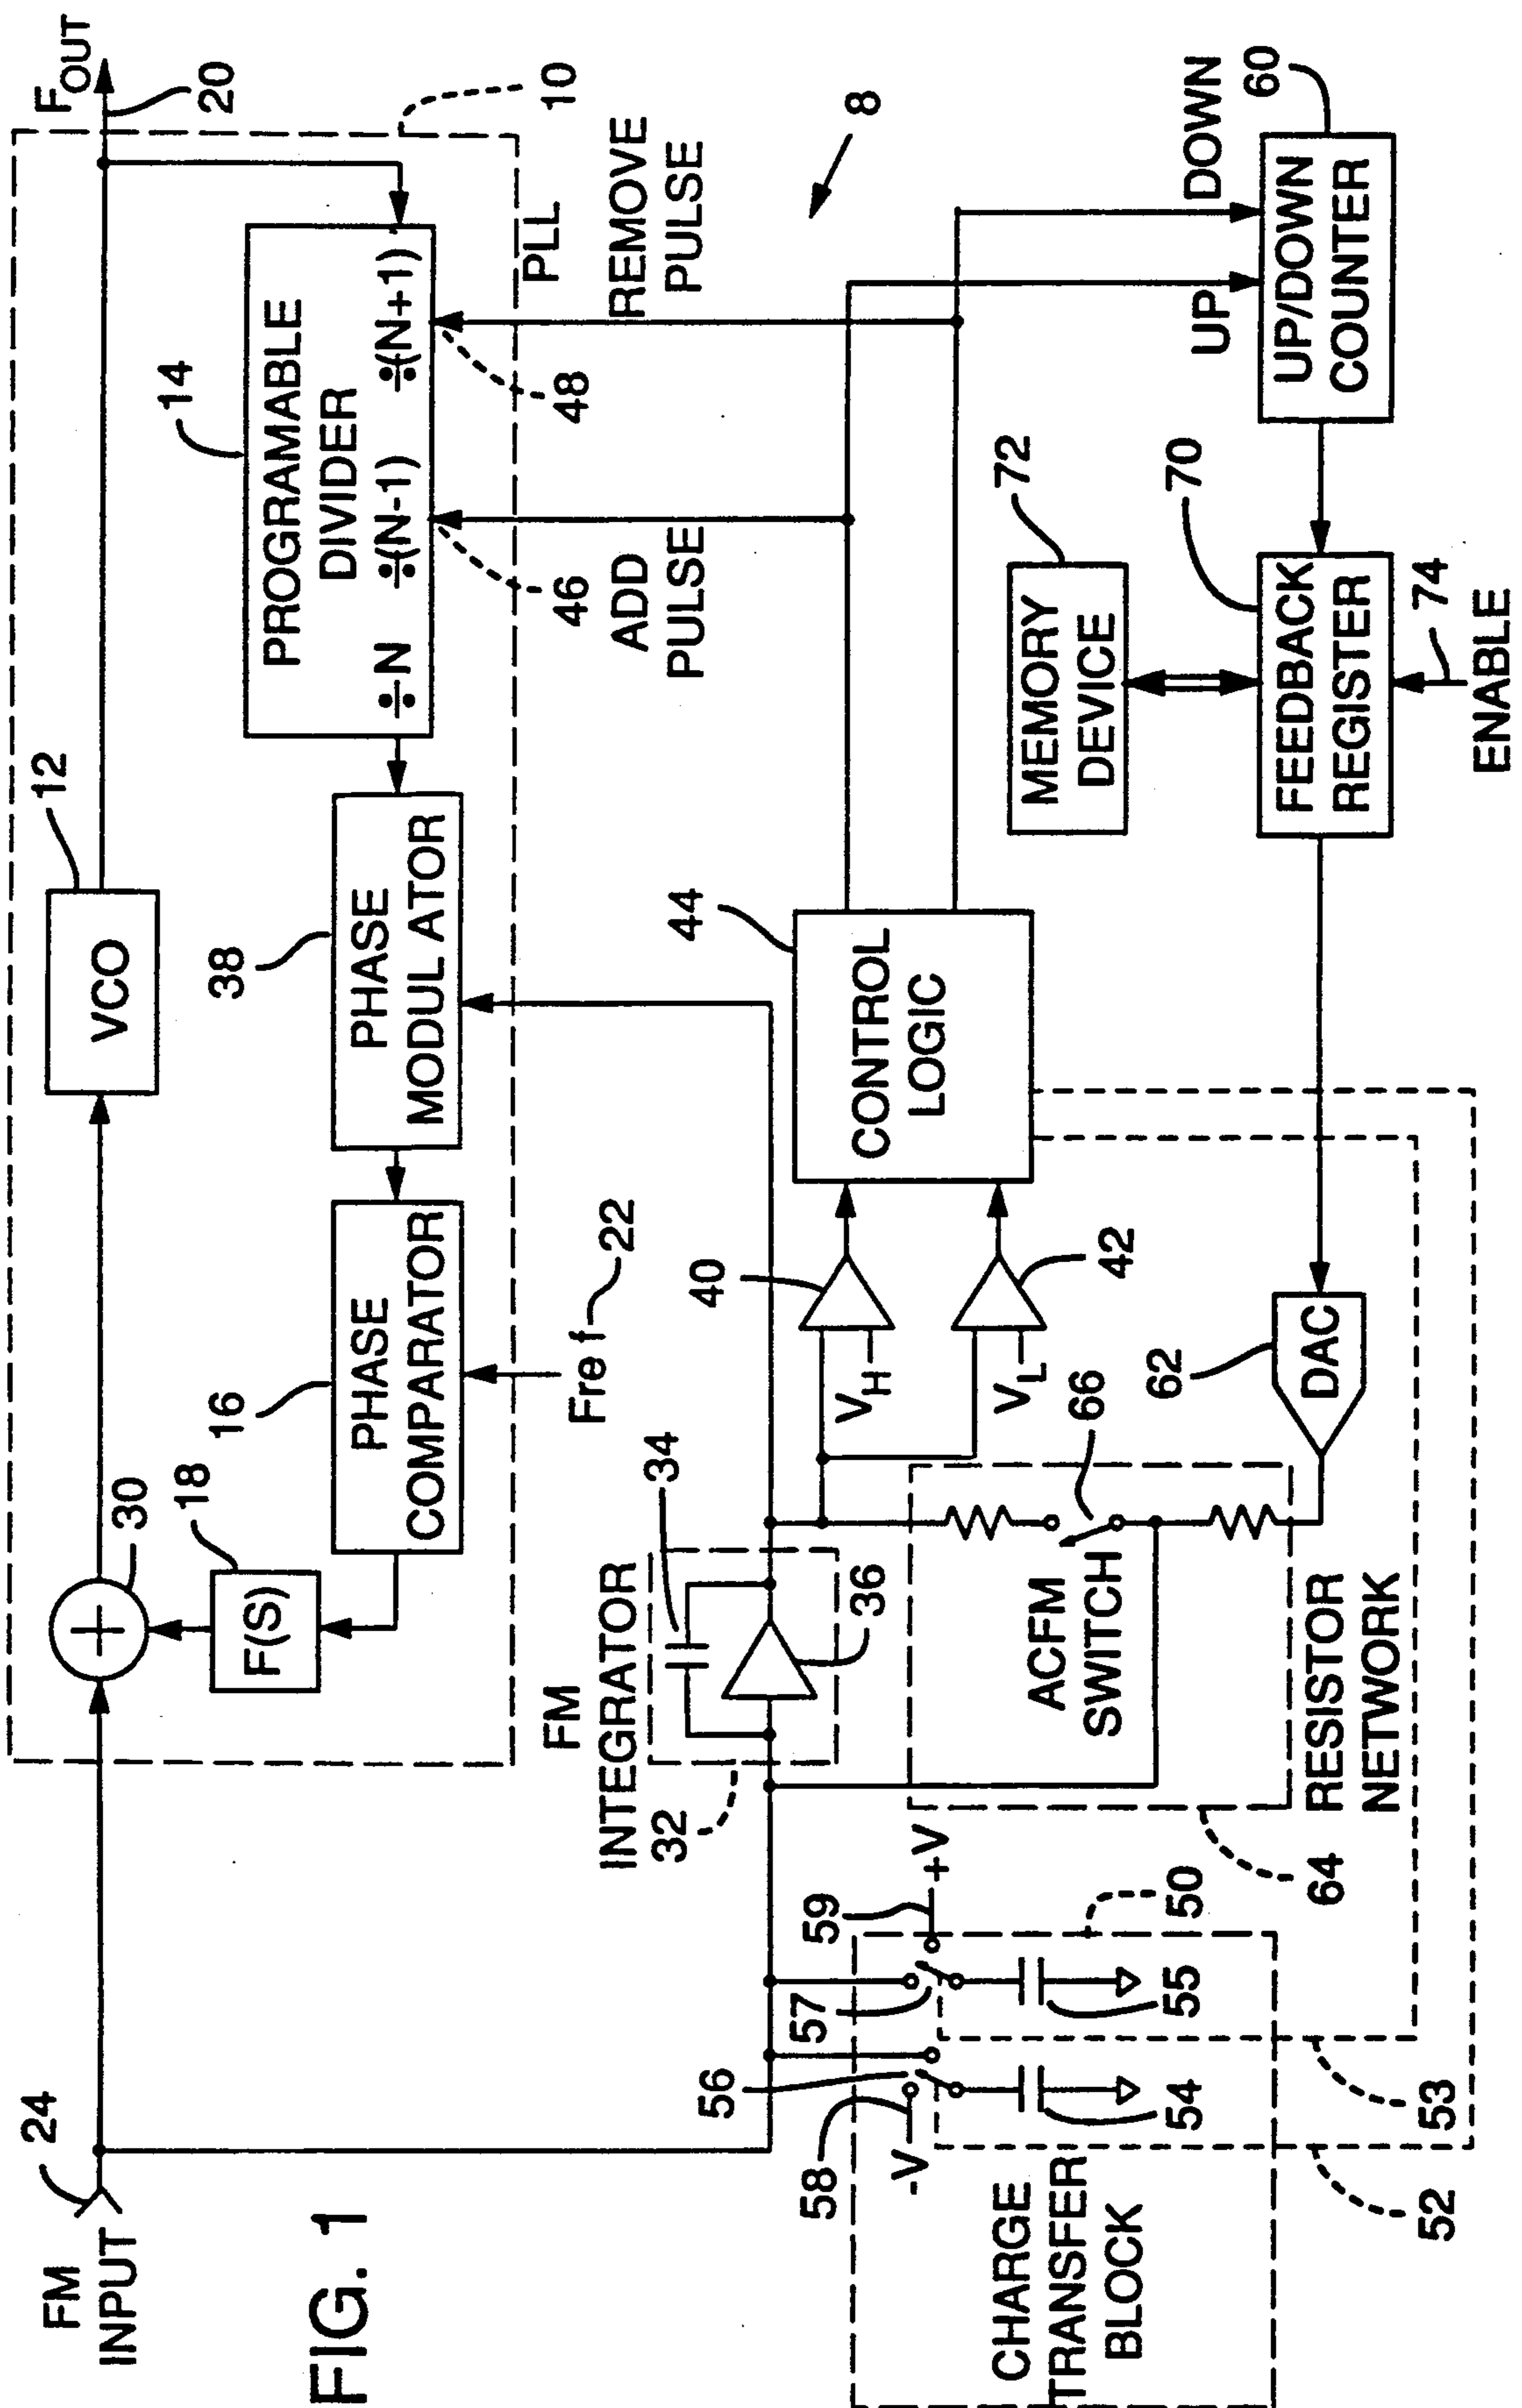 FIG. 1
FM
INPUT
24
30
VCO
12
F
OUT
20
10
F(S)
18
PHASE
COMPARATOR
16
PHASE
MODUL ATOR
38
PROGRAMABLE
DIVIDER
÷N ÷(N-1) ÷(N+1)
14
PLL
Fre f
22
46
48
ADD
PULSE
REMOVE
PULSE
8
FM
INTEGRATOR
32
34
36
40
42
V
H
V
L
CONTROL
LOGIC
44
UP
DOWN
UP/DOWN
COUNTER
60
FEEDBACK
REGISTER
70
MEMORY
DEVICE
72
74
ENABLE
DAC
62
ACFM
SWITCH
66
RESISTOR
NETWORK
64
CHARGE
TRANSFER
BLOCK
50
-V
58
56
57
59
+V
54
55
52
53